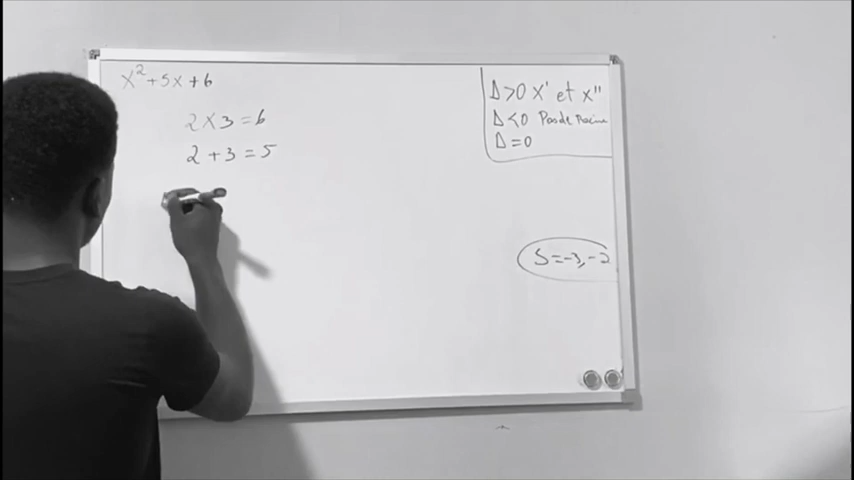 x² + 5x + 6
2 x 3 = 6
2 + 3 = 5
Δ>0 x' et x''
Δ<0 Pas de Racine
Δ = 0
S = -3, -2